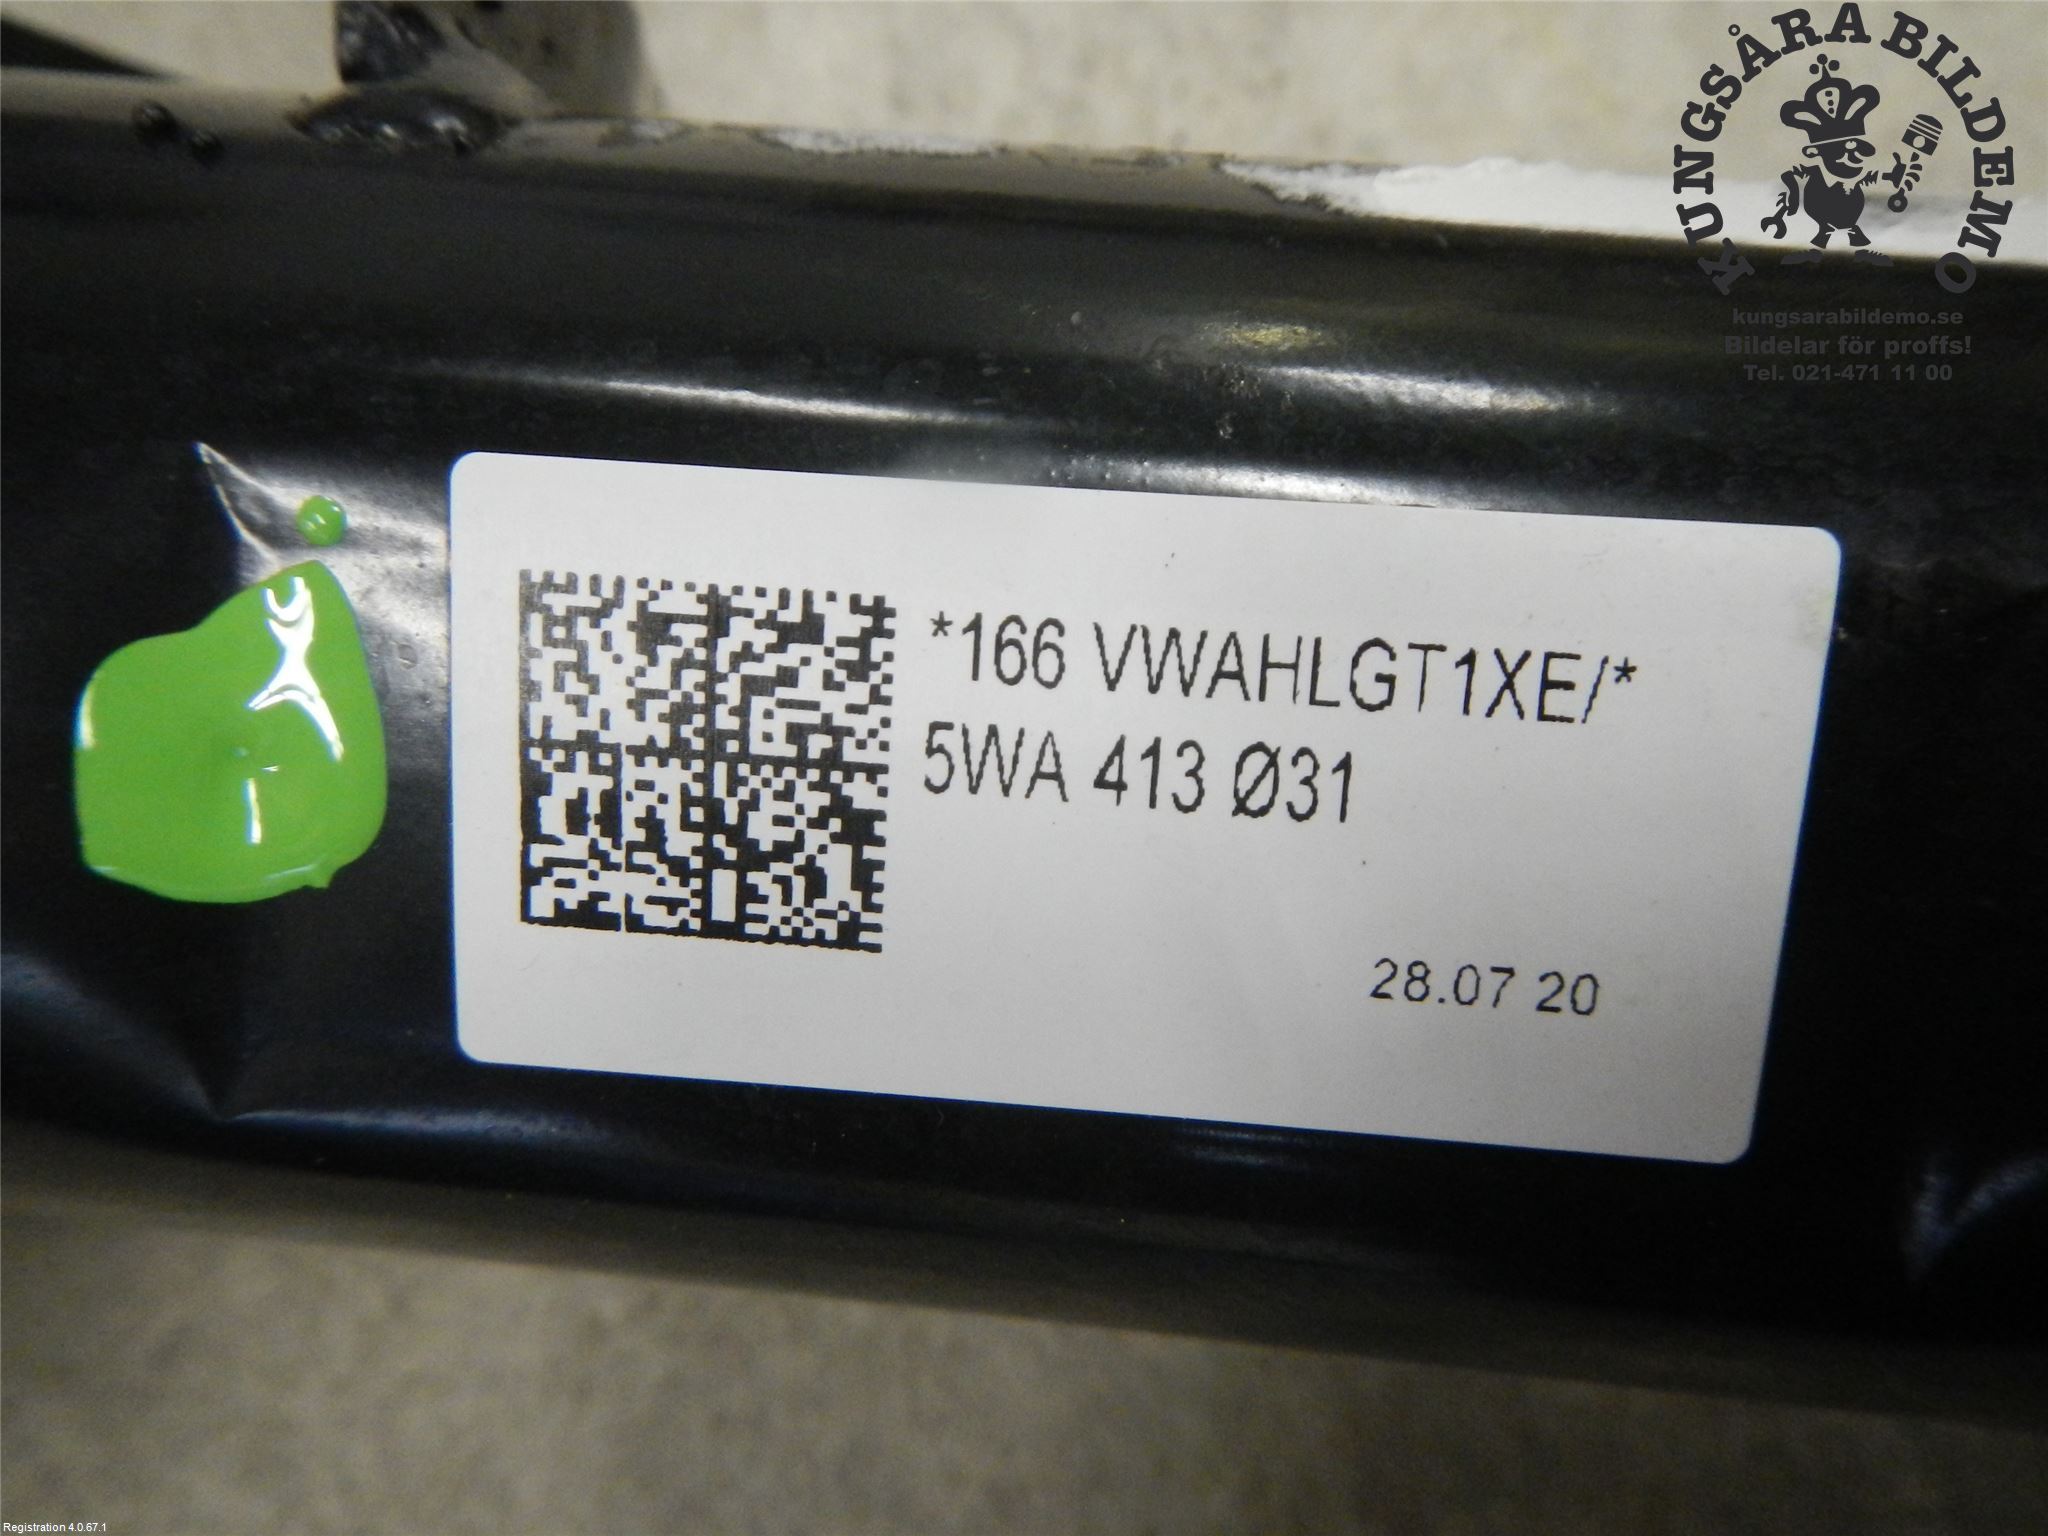 KUNGSÅRA BILDEMO
kungsarabildemo.se
Bildelar för proffs!
Tel. 021-471 11 00
*166 VWAHLGT1XE/*
5WA 413 Ø31
28.07 20
Registration 4.0.67.1